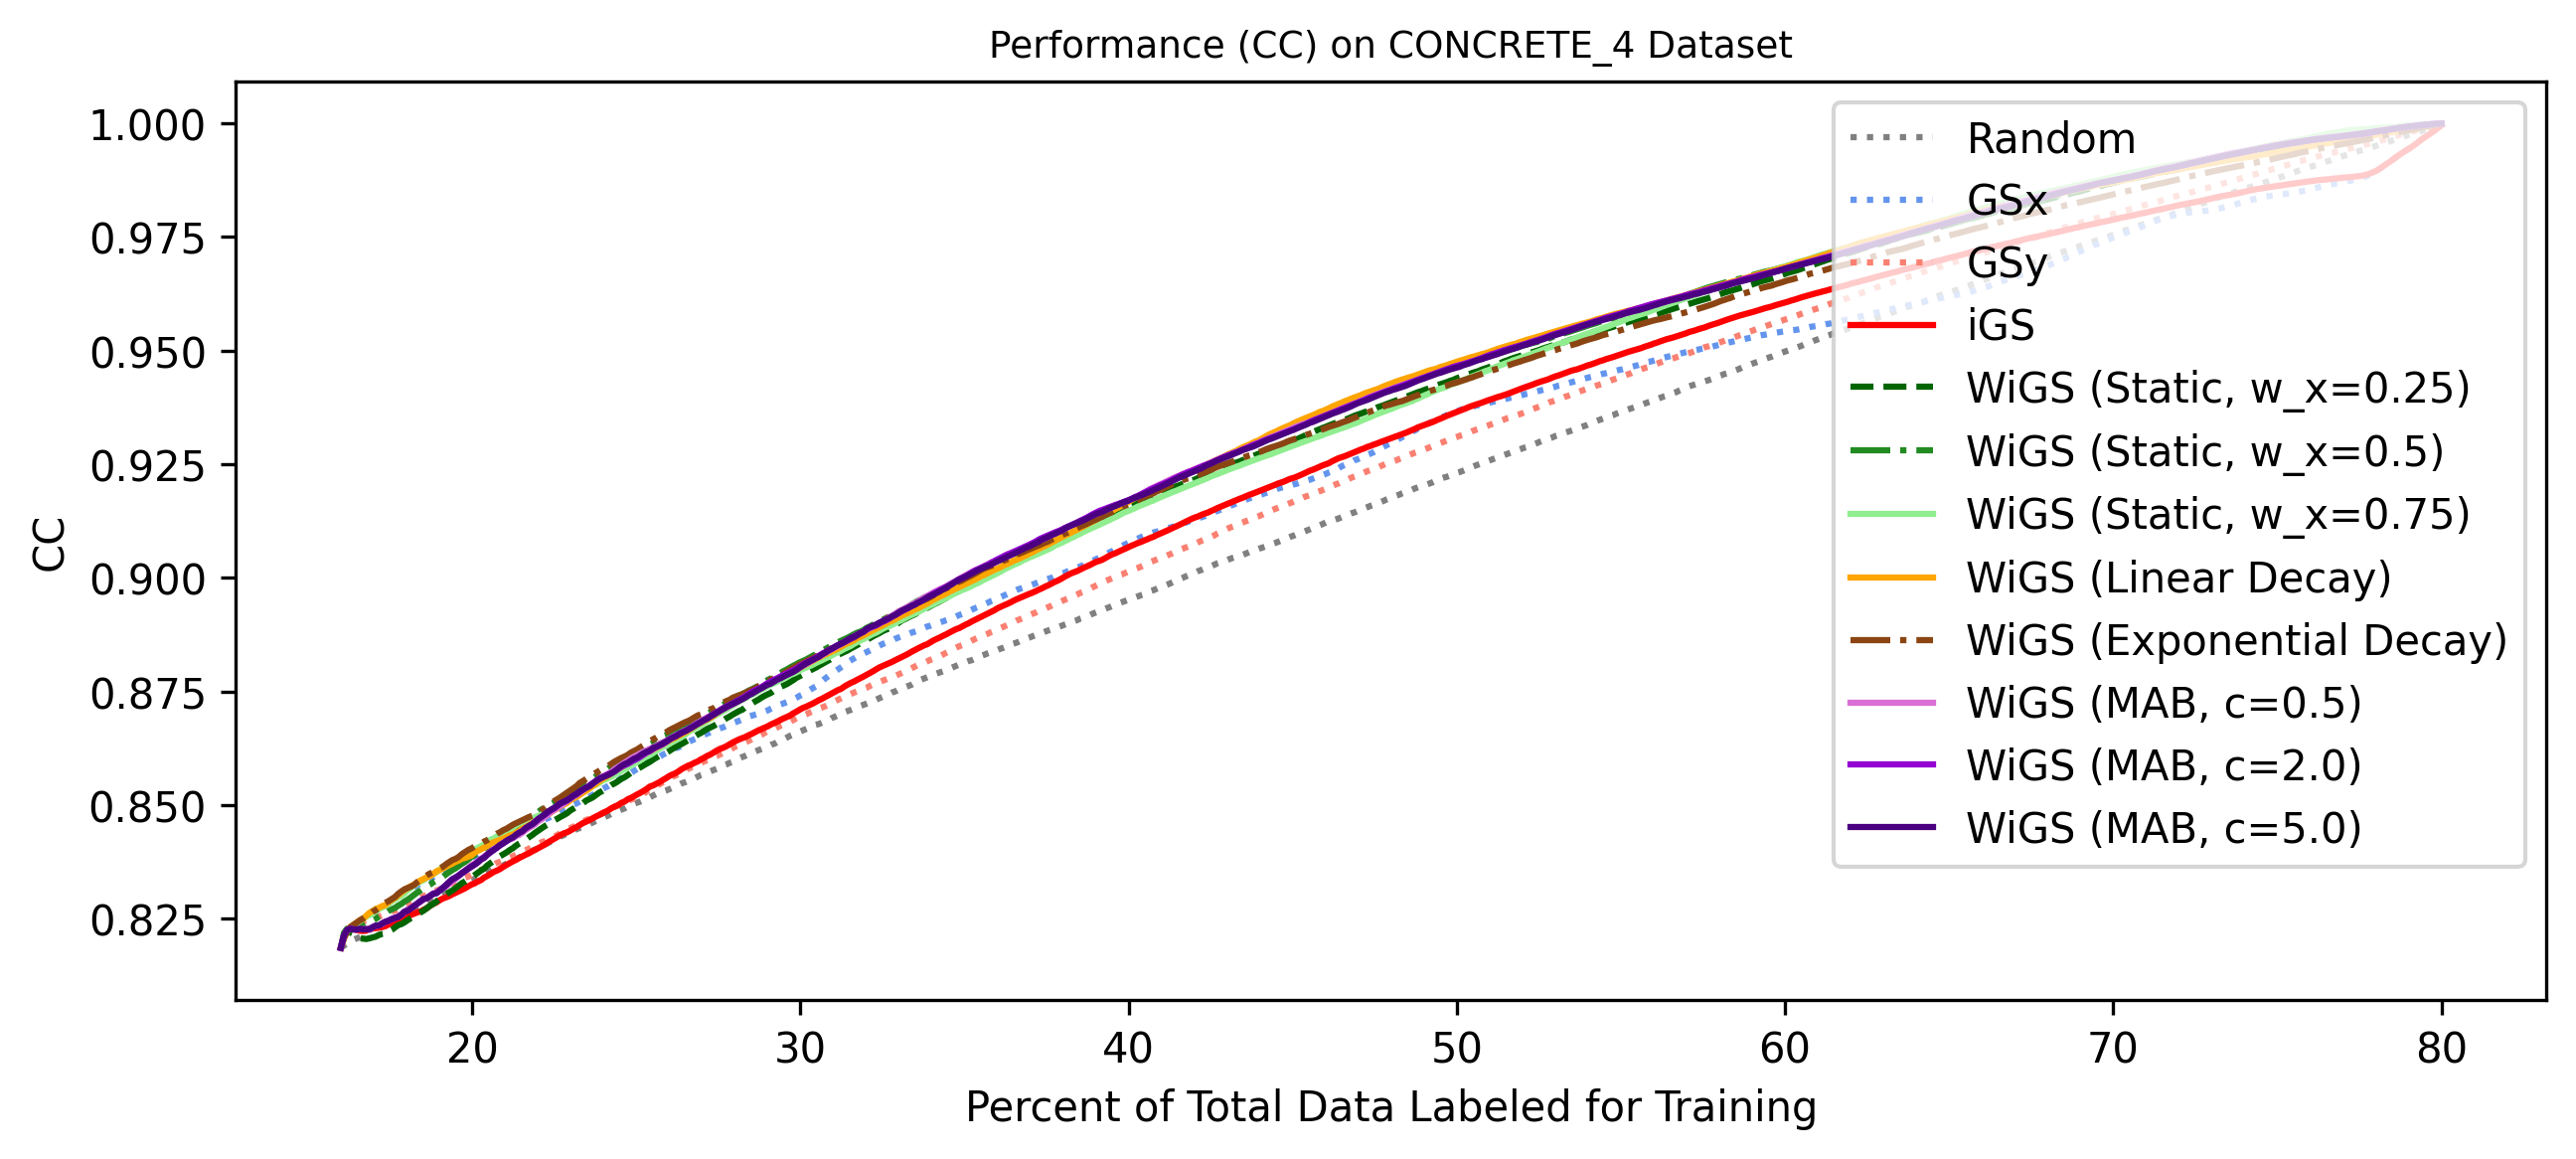 Performance (CC) on CONCRETE_4 Dataset
1.000
0.975
0.950
0.925
0.900
0.875
0.850
0.825
CC
20 30 40 50 60 70 80
Percent of Total Data Labeled for Training
Random
GSx
GSy
iGS
WiGS (Static, w_x=0.25)
WiGS (Static, w_x=0.5)
WiGS (Static, w_x=0.75)
WiGS (Linear Decay)
WiGS (Exponential Decay)
WiGS (MAB, c=0.5)
WiGS (MAB, c=2.0)
WiGS (MAB, c=5.0)